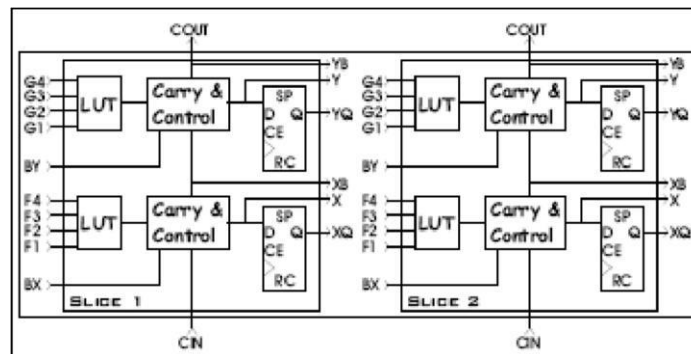 COUT
YB
Y
G4
G3
G2
G1
LUT
Carry &
Control
SP
D Q
CE
RC
YQ
BY
XB
X
F4
F3
F2
F1
LUT
Carry &
Control
SP
D Q
CE
RC
XQ
BX
SLICE 1
CIN
COUT
YB
Y
G4
G3
G2
G1
LUT
Carry &
Control
SP
D Q
CE
RC
YQ
BY
XB
X
F4
F3
F2
F1
LUT
Carry &
Control
SP
D Q
CE
RC
XQ
BX
SLICE 2
CIN